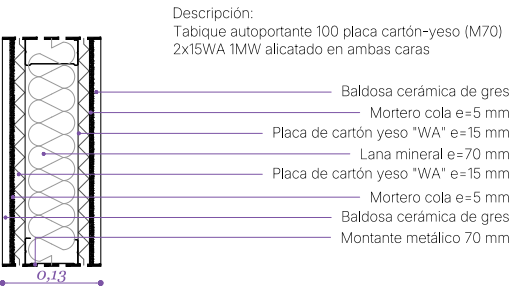 Descripción:
Tabique autoportante 100 placa cartón-yeso (M70)
2x15WA 1MW alicatado en ambas caras
Baldosa cerámica de gres
Mortero cola e=5 mm
Placa de cartón yeso "WA" e=15 mm
Lana mineral e=70 mm
Placa de cartón yeso "WA" e=15 mm
Mortero cola e=5 mm
Baldosa cerámica de gres
Montante metálico 70 mm
0,13